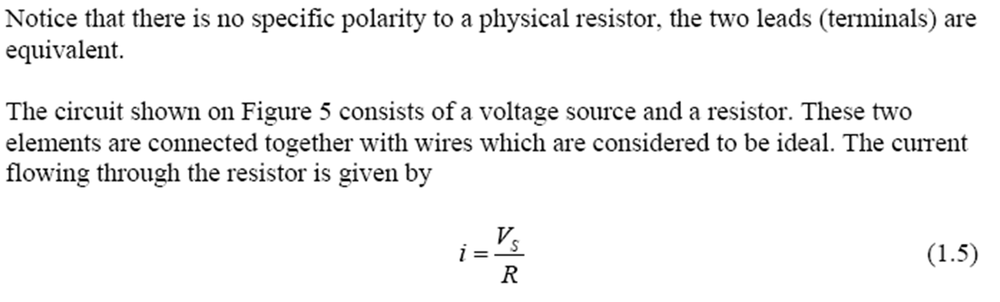 Notice that there is no specific polarity to a physical resistor, the two leads (terminals) are
equivalent.
The circuit shown on Figure 5 consists of a voltage source and a resistor. These two
elements are connected together with wires which are considered to be ideal. The current
flowing through the resistor is given by
i = V_S / R (1.5)